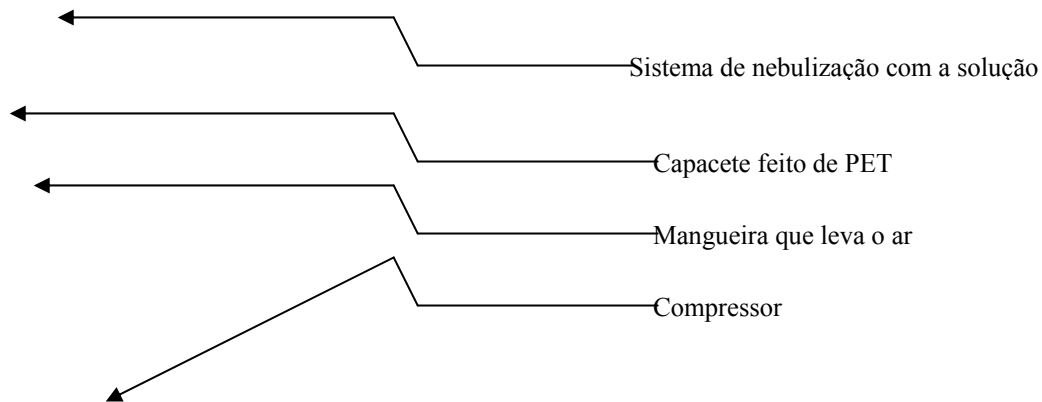 Sistema de nebulização com a solução
Capacete feito de PET
Mangueira que leva o ar
Compressor